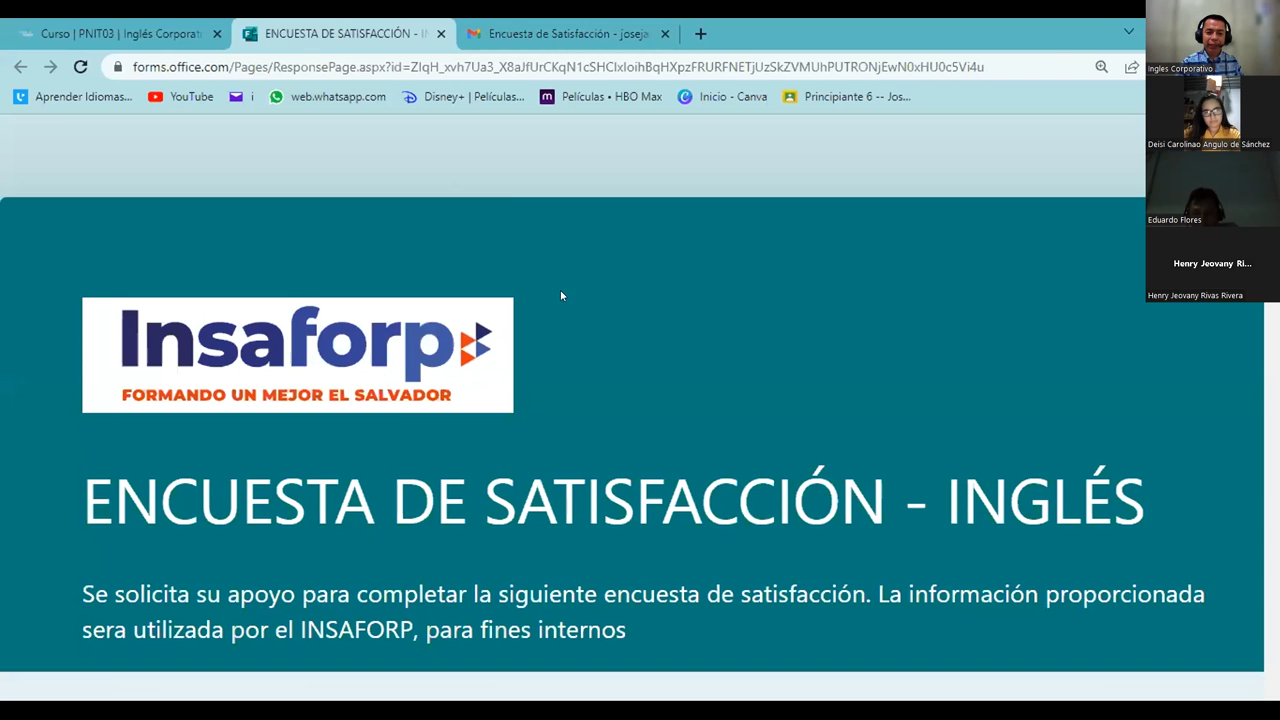 Curso | PNIT03 | Inglés Corporat
ENCUESTA DE SATISFACCIÓN - I
Encuesta de Satisfacción - joseja
forms.office.com/Pages/ResponsePage.aspx?id=
Aprender Idiomas...
YouTube
i
web.whatsapp.com
Disney+ | Películas...
Películas • HBO Max
Inicio - Canva
Principiante 6 -- Jos...
Ingles Corporativo
Deisi Carolinao Angulo de Sánchez
Eduardo Flores
Henry Jeovany Ri...
Henry Jeovany Rivas Rivera
Insaforp
FORMANDO UN MEJOR EL SALVADOR
ENCUESTA DE SATISFACCIÓN - INGLÉS
Se solicita su apoyo para completar la siguiente encuesta de satisfacción. La información proporcionada
sera utilizada por el INSAFORP, para fines internos